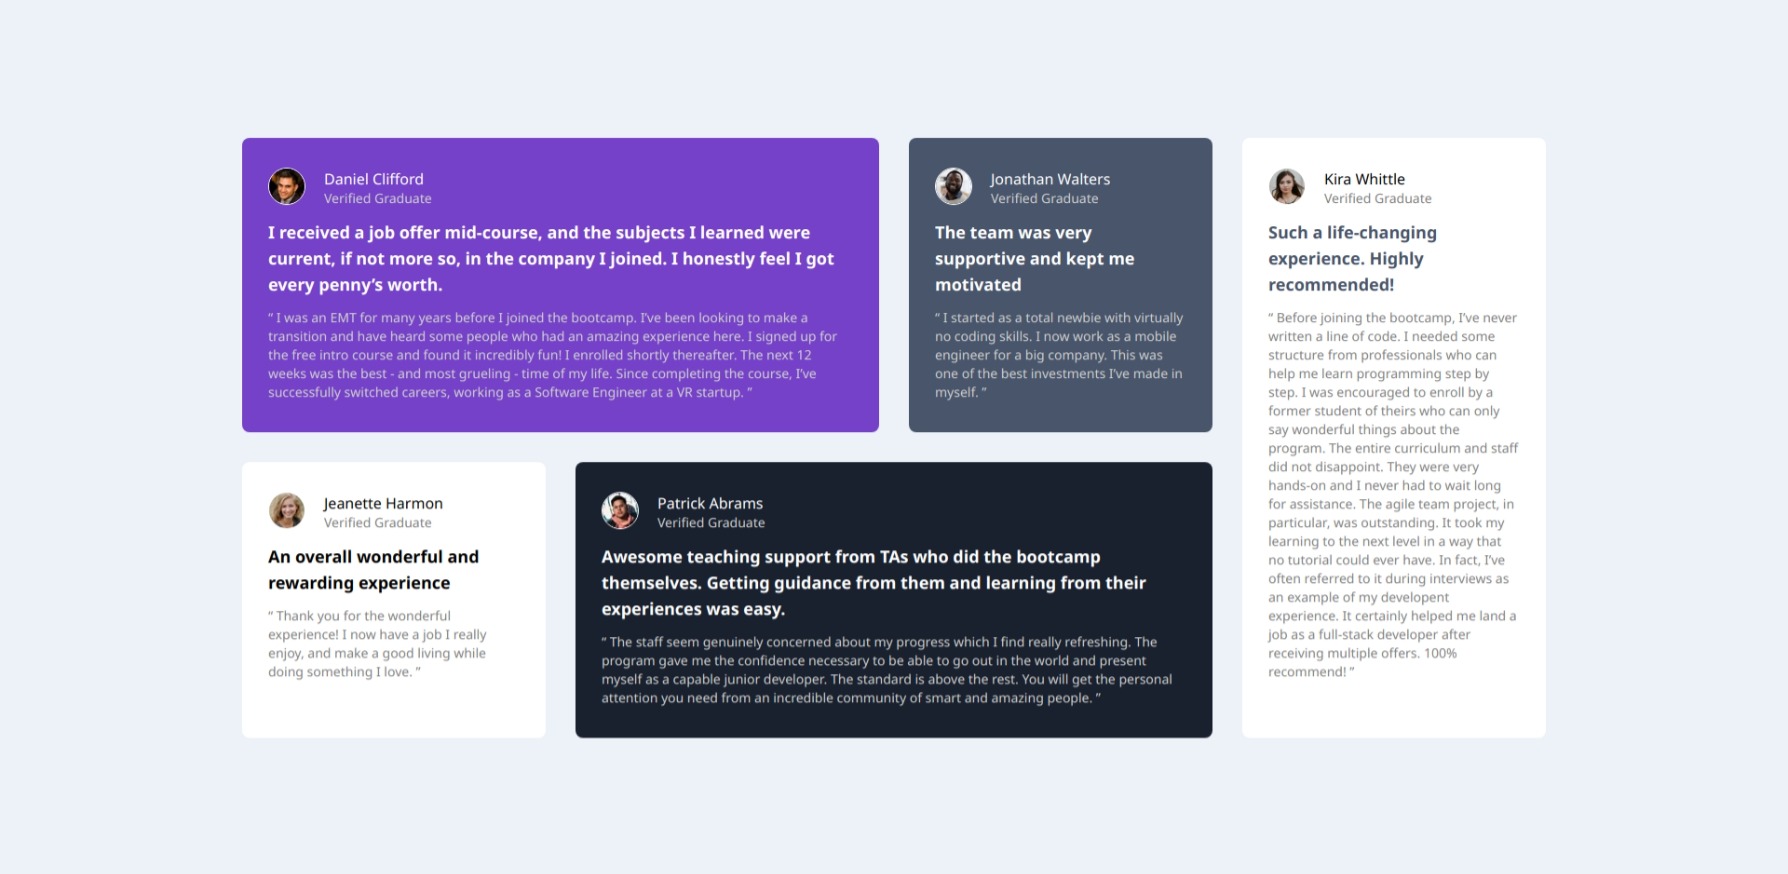 Daniel Clifford
Verified Graduate
I received a job offer mid-course, and the subjects I learned were
current, if not more so, in the company I joined. I honestly feel I got
every penny’s worth.
“ I was an EMT for many years before I joined the bootcamp. I’ve been looking to make a
transition and have heard some people who had an amazing experience here. I signed up for
the free intro course and found it incredibly fun! I enrolled shortly thereafter. The next 12
weeks was the best - and most grueling - time of my life. Since completing the course, I’ve
successfully switched careers, working as a Software Engineer at a VR startup. ”
Jonathan Walters
Verified Graduate
The team was very
supportive and kept me
motivated
“ I started as a total newbie with virtually
no coding skills. I now work as a mobile
engineer for a big company. This was
one of the best investments I’ve made in
myself. ”
Kira Whittle
Verified Graduate
Such a life-changing
experience. Highly
recommended!
“ Before joining the bootcamp, I’ve never
written a line of code. I needed some
structure from professionals who can
help me learn programming step by
step. I was encouraged to enroll by a
former student of theirs who can only
say wonderful things about the
program. The entire curriculum and staff
did not disappoint. They were very
hands-on and I never had to wait long
for assistance. The agile team project, in
particular, was outstanding. It took my
learning to the next level in a way that
no tutorial could ever have. In fact, I’ve
often referred to it during interviews as
an example of my developent
experience. It certainly helped me land a
job as a full-stack developer after
receiving multiple offers. 100%
recommend! ”
Jeanette Harmon
Verified Graduate
An overall wonderful and
rewarding experience
“ Thank you for the wonderful
experience! I now have a job I really
enjoy, and make a good living while
doing something I love. ”
Patrick Abrams
Verified Graduate
Awesome teaching support from TAs who did the bootcamp
themselves. Getting guidance from them and learning from their
experiences was easy.
“ The staff seem genuinely concerned about my progress which I find really refreshing. The
program gave me the confidence necessary to be able to go out in the world and present
myself as a capable junior developer. The standard is above the rest. You will get the personal
attention you need from an incredible community of smart and amazing people. ”